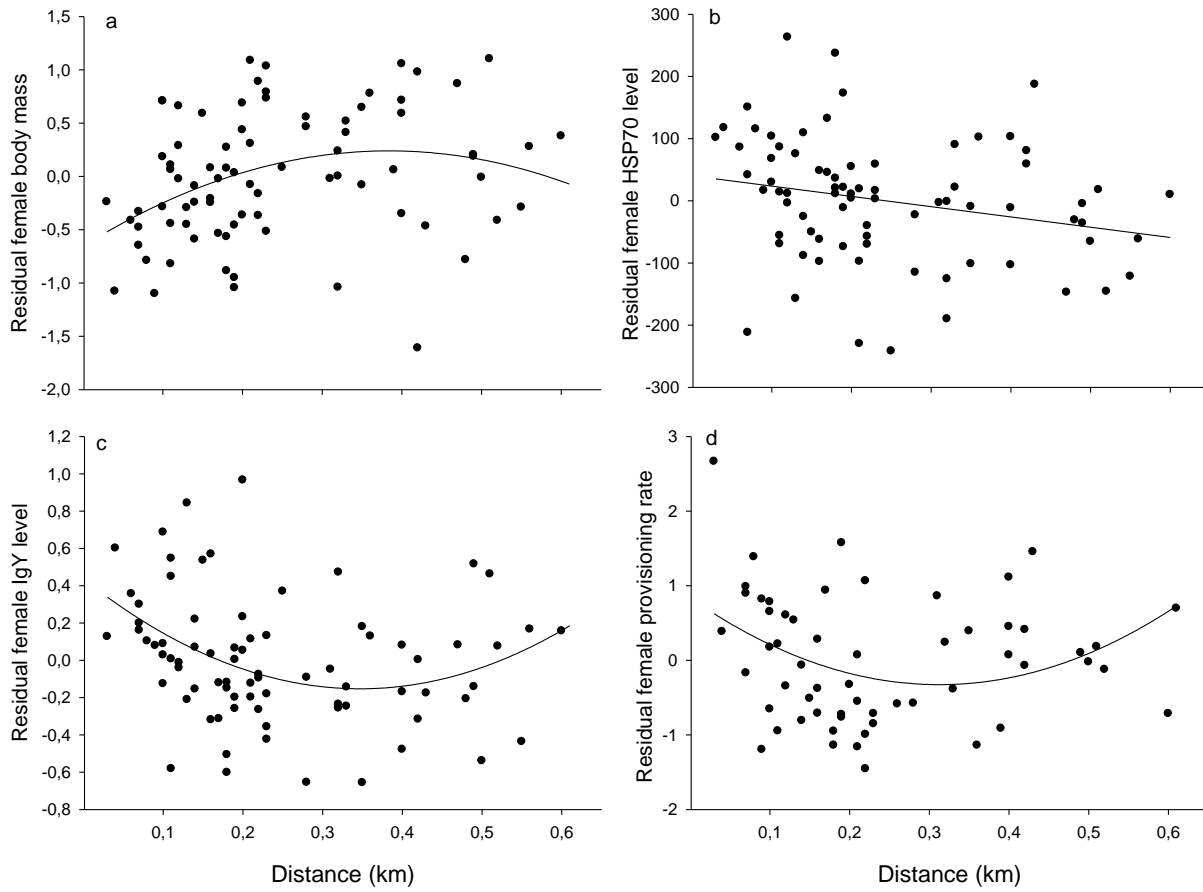 a
Residual female body mass
1,5
1,0
0,5
0,0
-0,5
-1,0
-1,5
-2,0
b
Residual female HSP70 level
300
200
100
0
-100
-200
-300
c
Residual female IgY level
1,2
1,0
0,8
0,6
0,4
0,2
0,0
-0,2
-0,4
-0,6
-0,8
0,1 0,2 0,3 0,4 0,5 0,6
Distance (km)
d
Residual female provisioning rate
3
2
1
0
-1
-2
0,1 0,2 0,3 0,4 0,5 0,6
Distance (km)